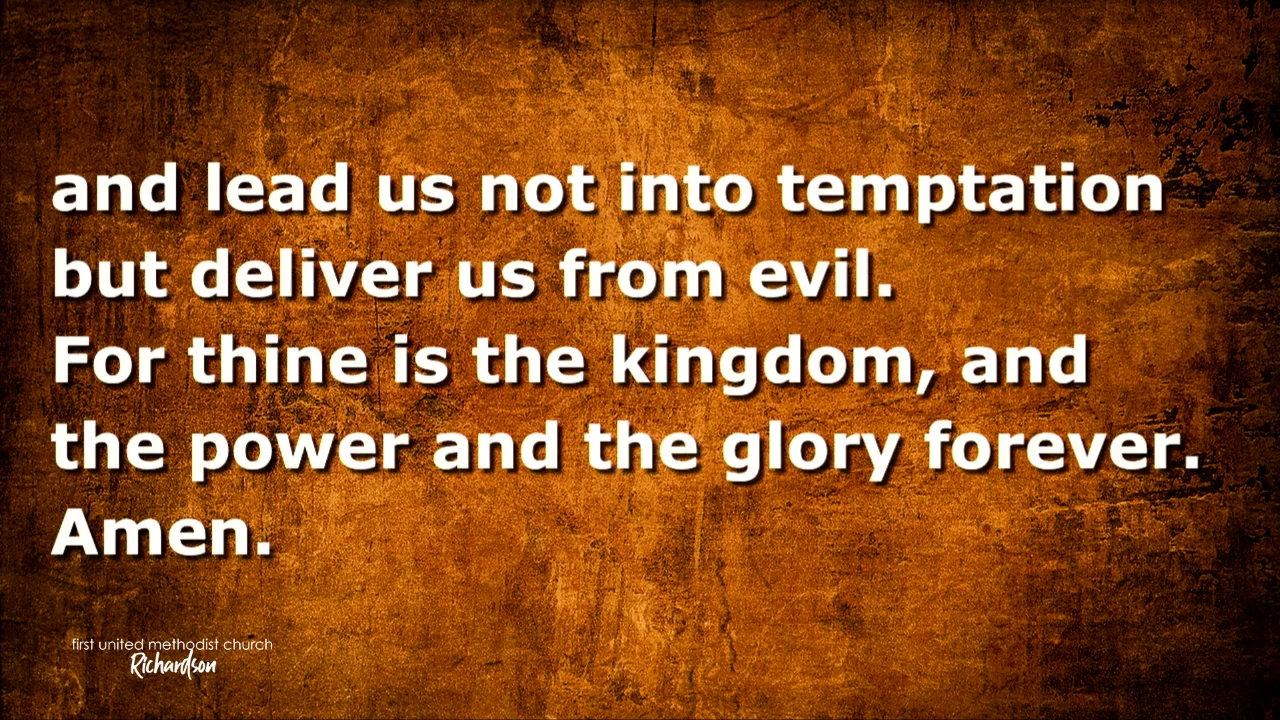 and lead us not into temptation
but deliver us from evil.
For thine is the kingdom, and
the power and the glory forever.
Amen.
first united methodist church
Richardson